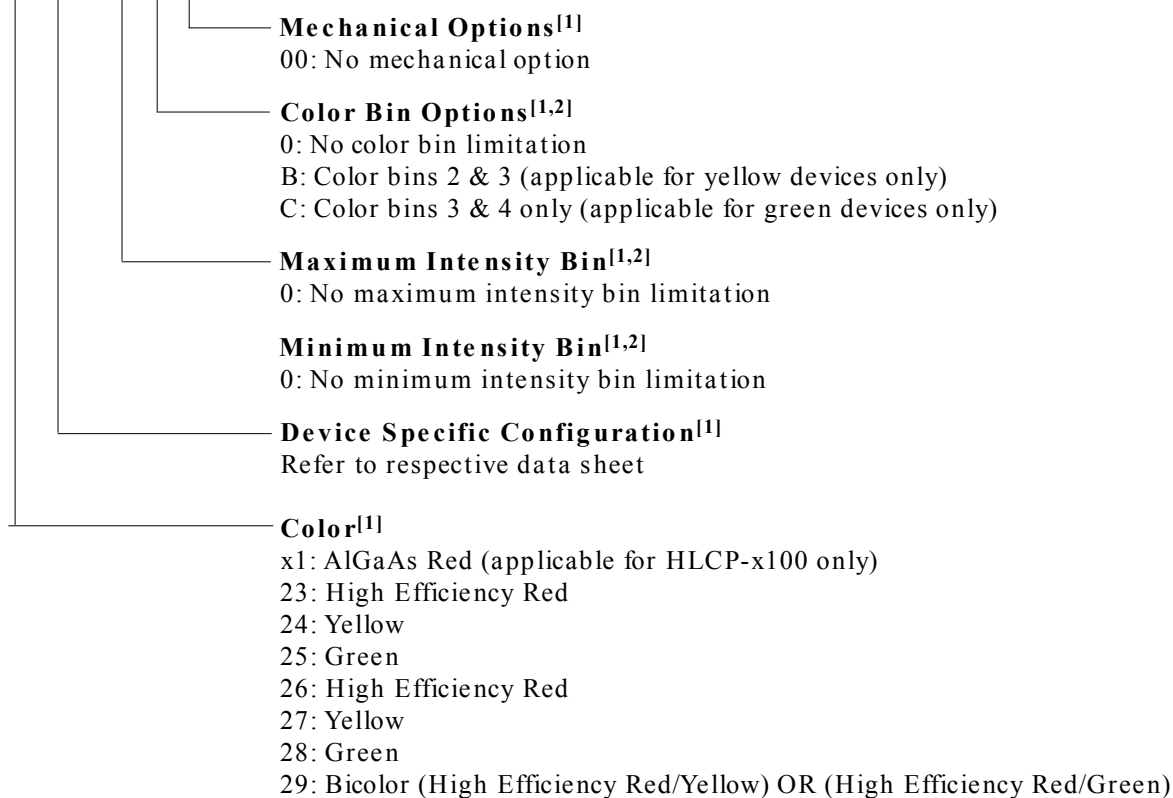 Mechanical Options[1]
00: No mechanical option
Color Bin Options[1,2]
0: No color bin limitation
B: Color bins 2 & 3 (applicable for yellow devices only)
C: Color bins 3 & 4 only (applicable for green devices only)
Maximum Intensity Bin[1,2]
0: No maximum intensity bin limitation
Minimum Intensity Bin[1,2]
0: No minimum intensity bin limitation
Device Specific Configuration[1]
Refer to respective data sheet
Color[1]
x1: AlGaAs Red (applicable for HLCP-x100 only)
23: High Efficiency Red
24: Yellow
25: Green
26: High Efficiency Red
27: Yellow
28: Green
29: Bicolor (High Efficiency Red/Yellow) OR (High Efficiency Red/Green)